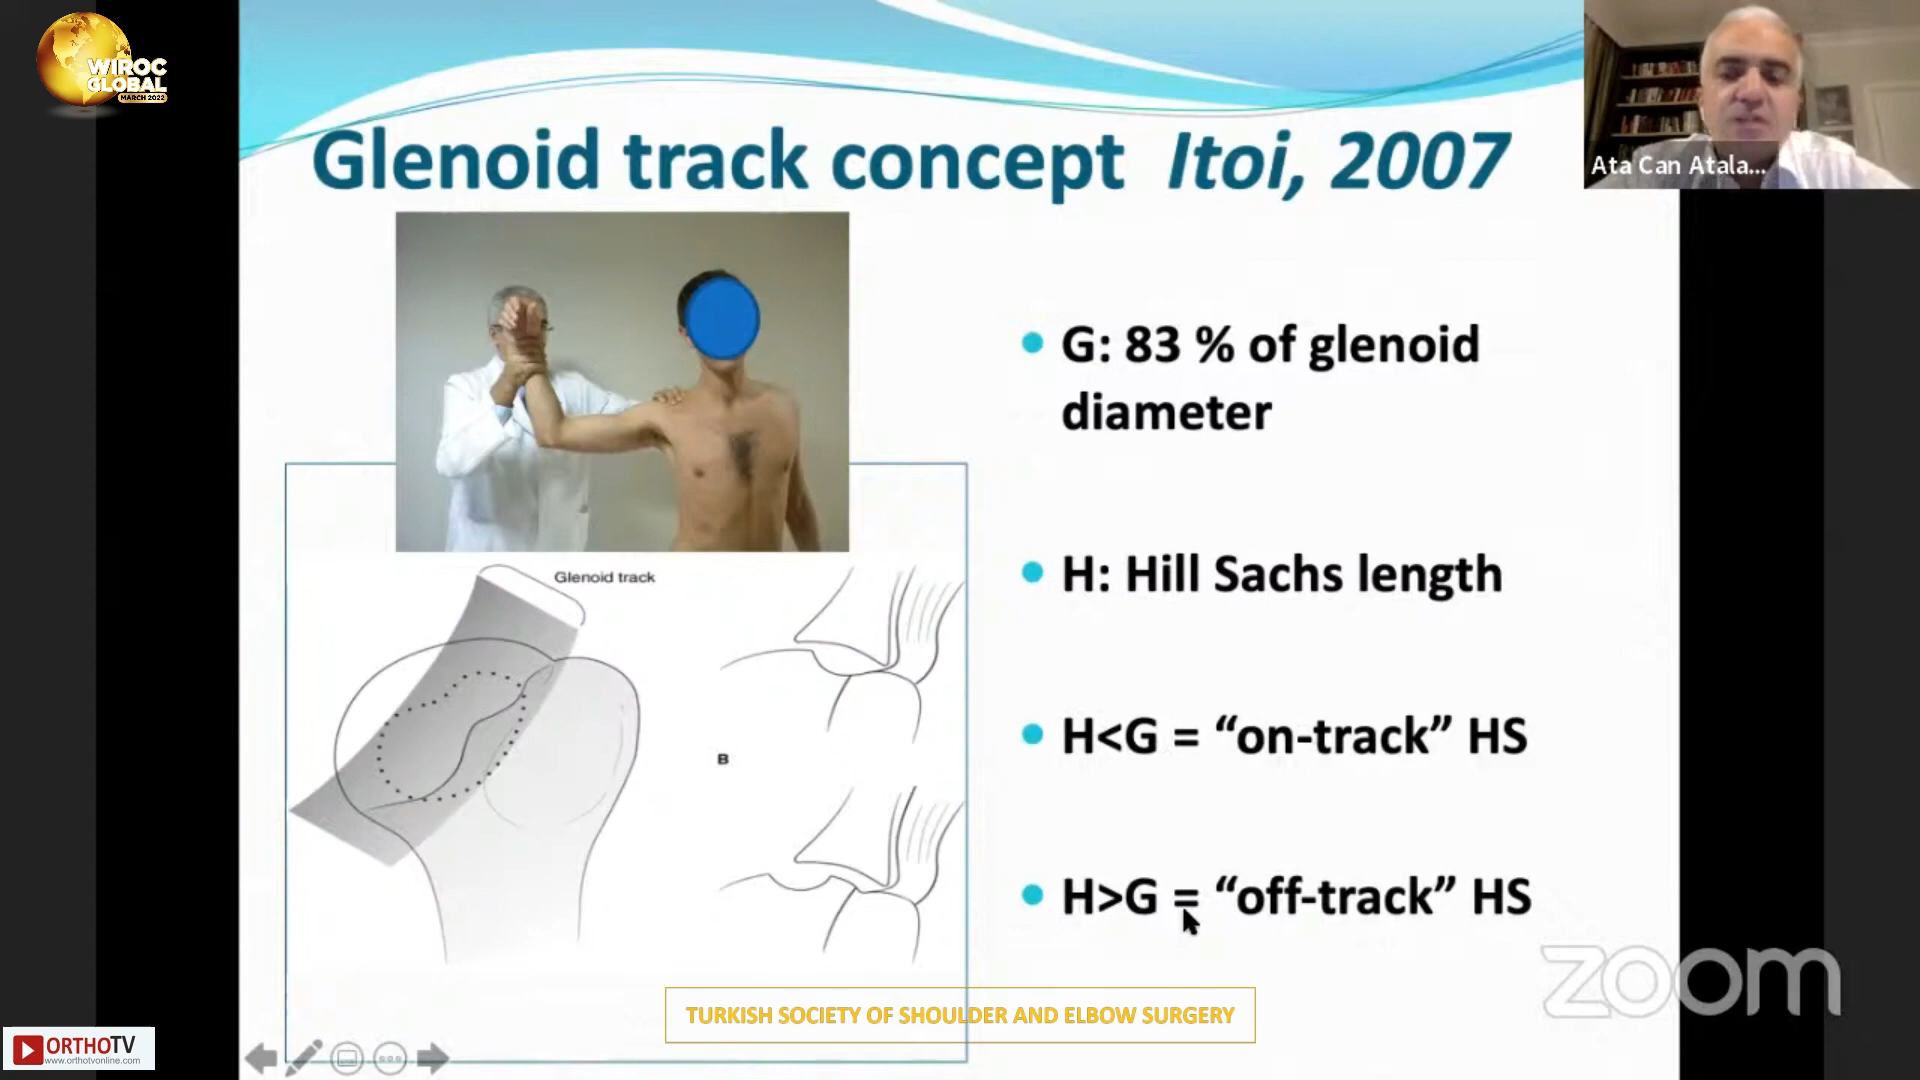 WIROC
GLOBAL
MARCH 2022
Glenoid track concept Itoi, 2007
Ata Can Atala...
• G: 83 % of glenoid
diameter
• H: Hill Sachs length
Glenoid track
• H<G = “on-track” HS
B
• H>G = “off-track” HS
zoom
TURKISH SOCIETY OF SHOULDER AND ELBOW SURGERY
ORTHOTV
www.orthotvonline.com